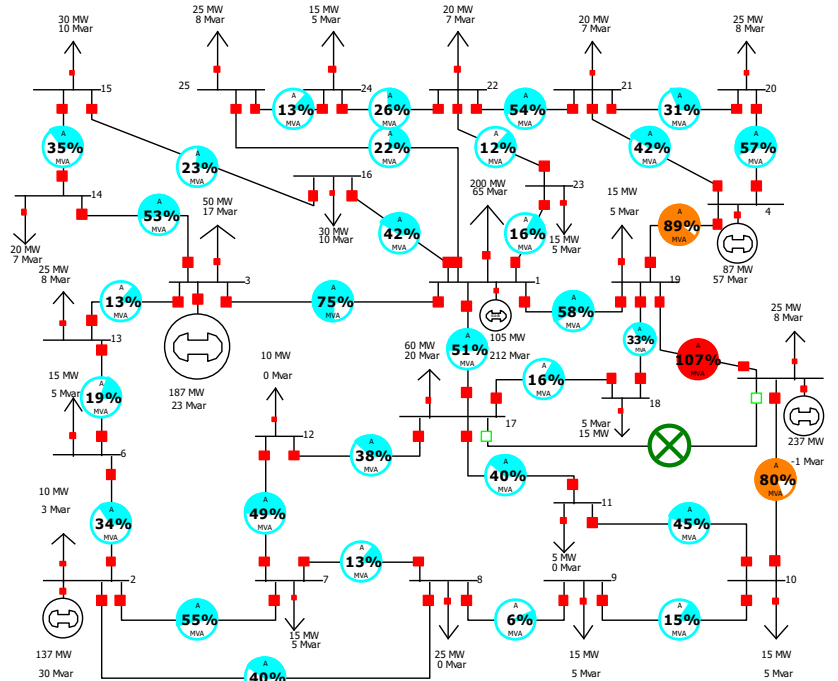 30 MW
10 Mvar
25 MW
8 Mvar
15 MW
5 Mvar
20 MW
7 Mvar
20 MW
7 Mvar
25 MW
8 Mvar
15
25
24
22
21
20
A
13%
MVA
A
26%
MVA
A
54%
MVA
A
31%
MVA
A
35%
MVA
A
23%
MVA
A
22%
MVA
A
12%
MVA
A
42%
MVA
A
57%
MVA
14
16
23
20 MW
7 Mvar
A
53%
MVA
50 MW
17 Mvar
30 MW
10 Mvar
A
42%
MVA
200 MW
65 Mvar
A
16%
MVA
15 MW
5 Mvar
15 MW
5 Mvar
A
89%
MVA
4
87 MW
57 Mvar
25 MW
8 Mvar
3
1
19
A
13%
MVA
A
75%
MVA
A
58%
MVA
105 MW
212 Mvar
13
187 MW
23 Mvar
A
51%
MVA
A
33%
MVA
A
107%
MVA
25 MW
8 Mvar
15 MW
5 Mvar
A
19%
MVA
10 MW
0 Mvar
60 MW
20 Mvar
A
16%
MVA
18
5 Mvar
15 MW
17
237 MW
-1 Mvar
6
12
A
38%
MVA
A
40%
MVA
A
80%
MVA
10 MW
3 Mvar
A
34%
MVA
A
49%
MVA
11
5 MW
0 Mvar
A
45%
MVA
A
13%
MVA
2
7
8
9
10
137 MW
30 Mvar
A
55%
MVA
15 MW
5 Mvar
25 MW
0 Mvar
A
6%
MVA
15 MW
5 Mvar
A
15%
MVA
15 MW
5 Mvar
A
40%